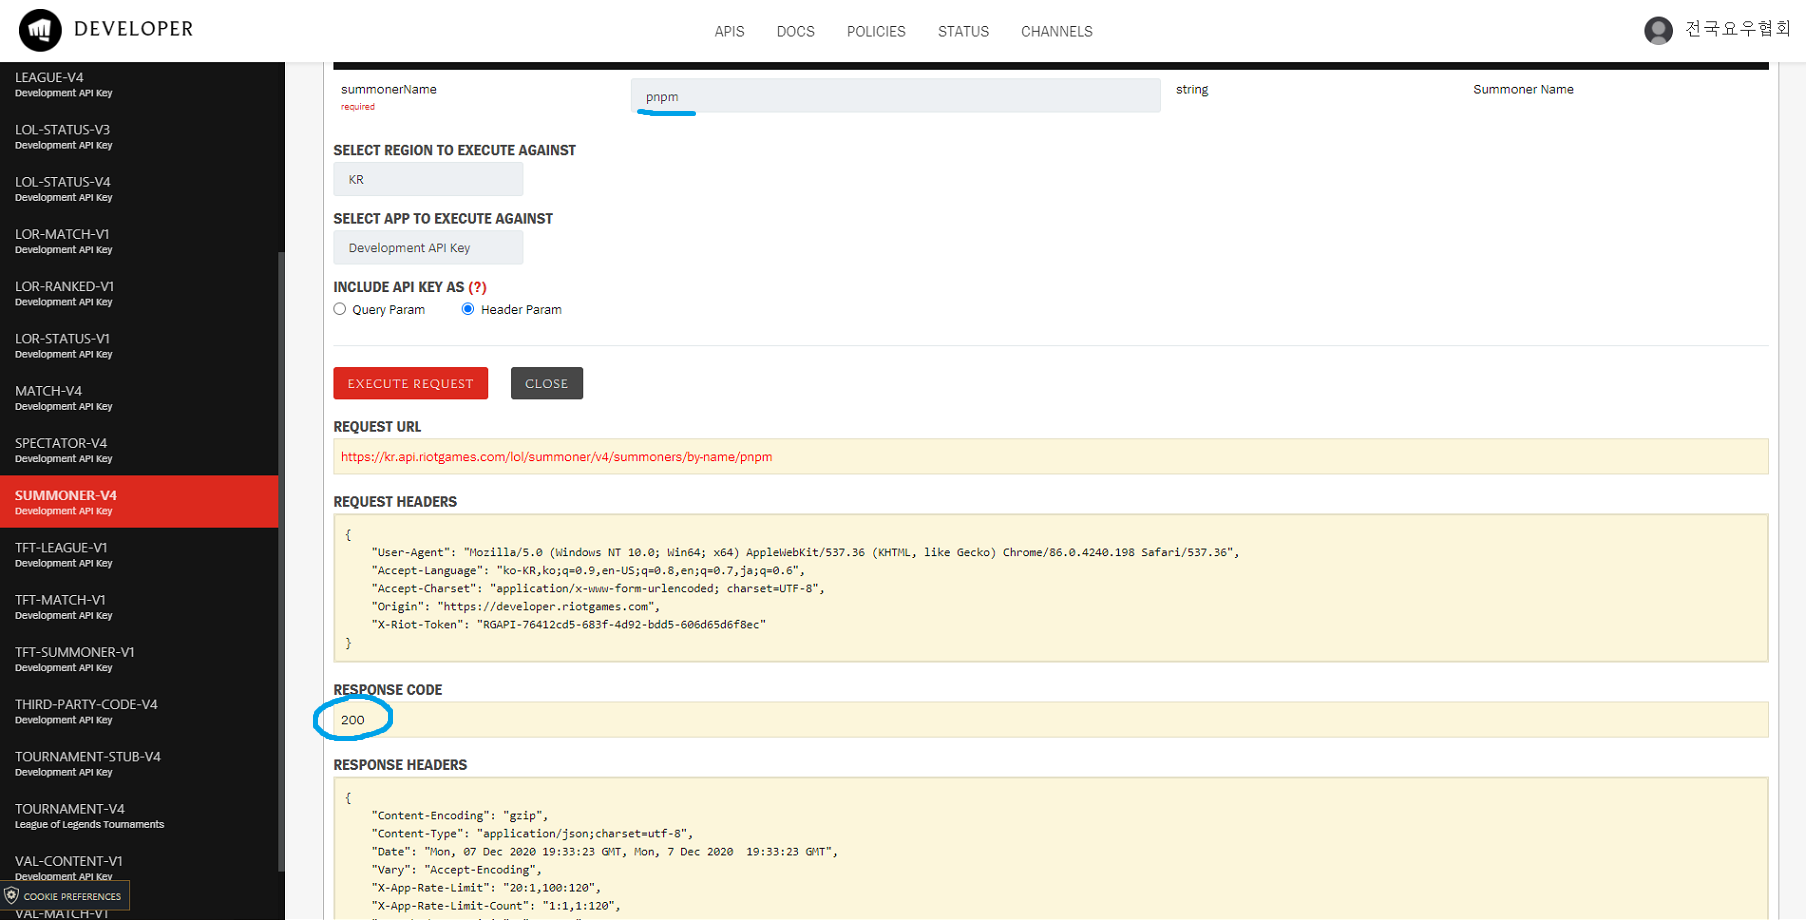 DEVELOPER
APIS
DOCS
POLICIES
STATUS
CHANNELS
전국요우협회
LEAGUE-V4
Development API Key
LOL-STATUS-V3
Development API Key
LOL-STATUS-V4
Development API Key
LOR-MATCH-V1
Development API Key
LOR-RANKED-V1
Development API Key
LOR-STATUS-V1
Development API Key
MATCH-V4
Development API Key
SPECTATOR-V4
Development API Key
SUMMONER-V4
Development API Key
TFT-LEAGUE-V1
Development API Key
TFT-MATCH-V1
Development API Key
TFT-SUMMONER-V1
Development API Key
THIRD-PARTY-CODE-V4
Development API Key
TOURNAMENT-STUB-V4
Development API Key
TOURNAMENT-V4
League of Legends Tournaments
VAL-CONTENT-V1
Development API Key
COOKIE PREFERENCES
VAL-MATCH-V1
summonerName
required
pnpm
string
Summoner Name
SELECT REGION TO EXECUTE AGAINST
KR
SELECT APP TO EXECUTE AGAINST
Development API Key
INCLUDE API KEY AS (?)
Query Param
Header Param
EXECUTE REQUEST
CLOSE
REQUEST URL
https://kr.api.riotgames.com/lol/summoner/v4/summoners/by-name/pnpm
REQUEST HEADERS
{
"User-Agent": "Mozilla/5.0 (Windows NT 10.0; Win64; x64) AppleWebKit/537.36 (KHTML, like Gecko) Chrome/86.0.4240.198 Safari/537.36",
"Accept-Language": "ko-KR,ko;q=0.9,en-US;q=0.8,en;q=0.7,ja;q=0.6",
"Accept-Charset": "application/x-www-form-urlencoded; charset=UTF-8",
"Origin": "https://developer.riotgames.com",
"X-Riot-Token": "RGAPI-76412cd5-683f-4d92-bdd5-606d65d6f8ec"
}
RESPONSE CODE
200
RESPONSE HEADERS
{
"Content-Encoding": "gzip",
"Content-Type": "application/json;charset=utf-8",
"Date": "Mon, 07 Dec 2020 19:33:23 GMT, Mon, 7 Dec 2020  19:33:23 GMT",
"Vary": "Accept-Encoding",
"X-App-Rate-Limit": "20:1,100:120",
"X-App-Rate-Limit-Count": "1:1,1:120",